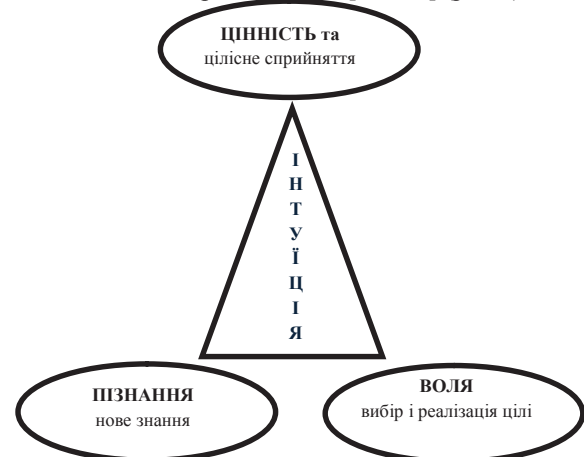 ЦІННІСТЬ та
цілісне сприйняття
І
Н
Т
У
Ї
Ц
І
Я
ПІЗНАННЯ
нове знання
ВОЛЯ
вибір і реалізація цілі